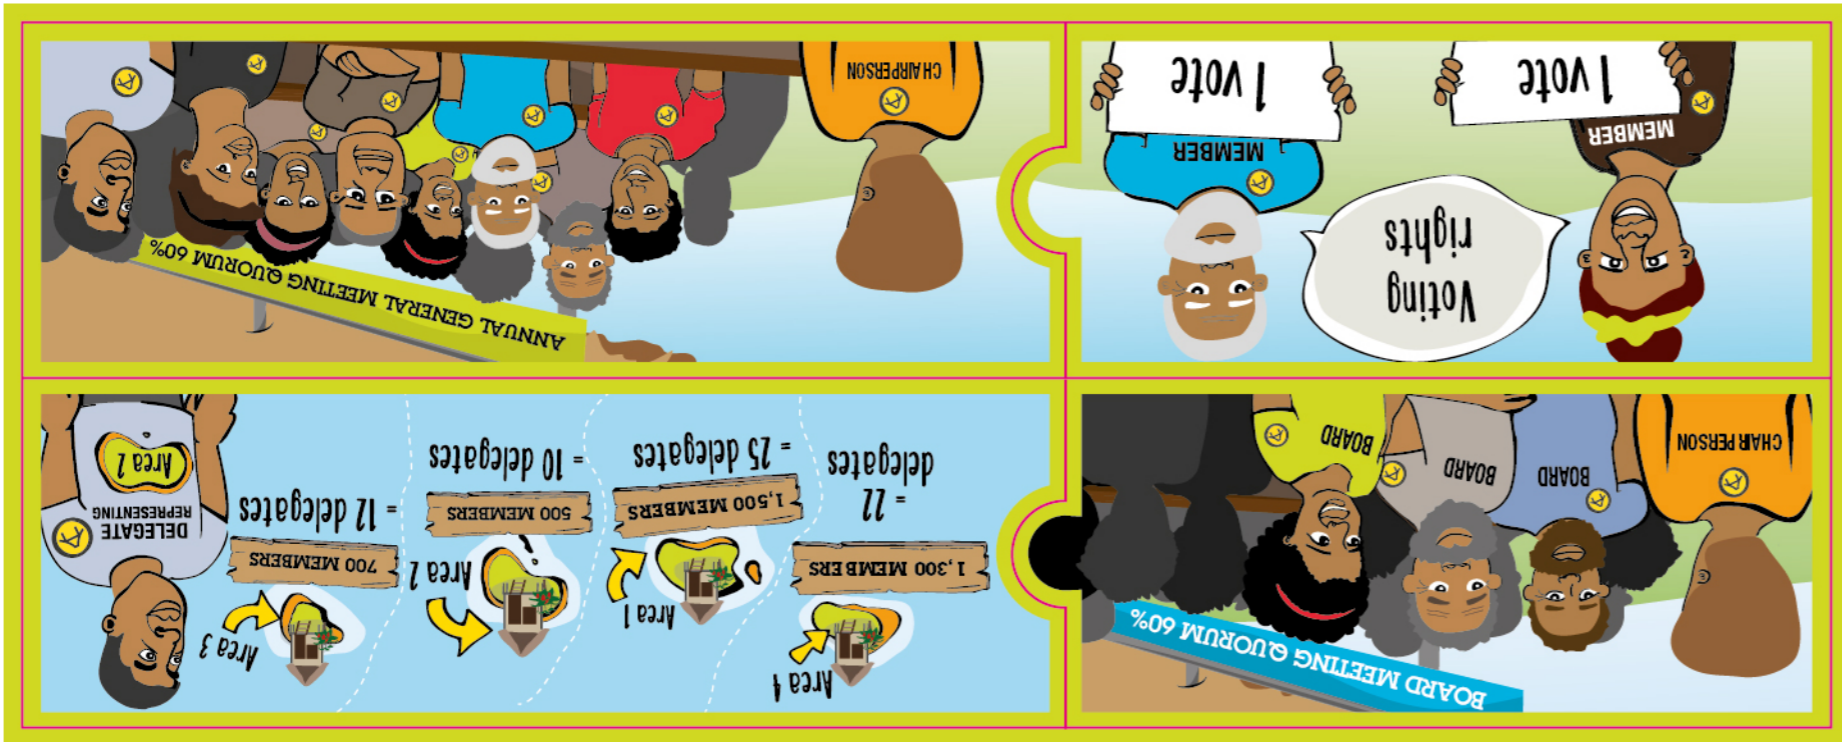 BOARD MEETING QUORUM 60%
CHAIRPERSON
BOARD
BOARD
BOARD
Area 4
1,300 MEMBERS
= 22
delegates
Area 1
1,500 MEMBERS
= 25 delegates
Area 2
500 MEMBERS
= 10 delegates
Area 3
700 MEMBERS
= 12 delegates
DELEGATE
REPRESENTING
Area 2
Voting
rights
MEMBER
1 vote
MEMBER
1 vote
ANNUAL GENERAL MEETING QUORUM 60%
CHAIRPERSON